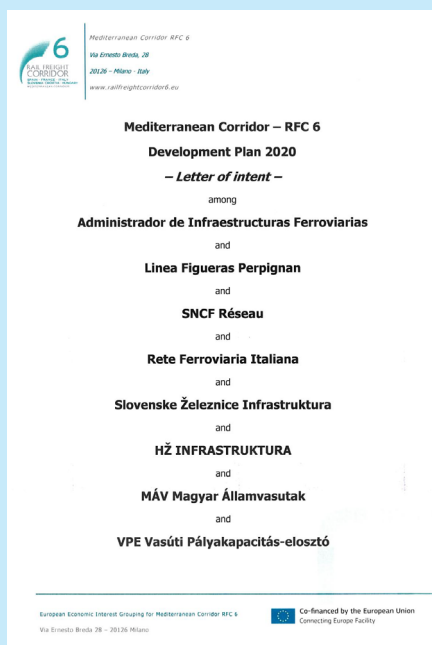 6
RAIL FREIGHT
CORRIDOR
Mediterranean Corridor RFC 6
Via Ernesto Breda, 28
20126 – Milano - Italy
www.railfreightcorridor6.eu
Mediterranean Corridor – RFC 6
Development Plan 2020
– Letter of intent –
among
Administrador de Infraestructuras Ferroviarias
and
Linea Figueras Perpignan
and
SNCF Réseau
and
Rete Ferroviaria Italiana
and
Slovenske Železnice Infrastruktura
and
HŽ INFRASTRUKTURA
and
MÁV Magyar Államvasutak
and
VPE Vasúti Pályakapacitás-elosztó
European Economic Interest Grouping for Mediterranean Corridor RFC 6
Via Ernesto Breda 28 – 20126 Milano
Co-financed by the European Union
Connecting Europe Facility